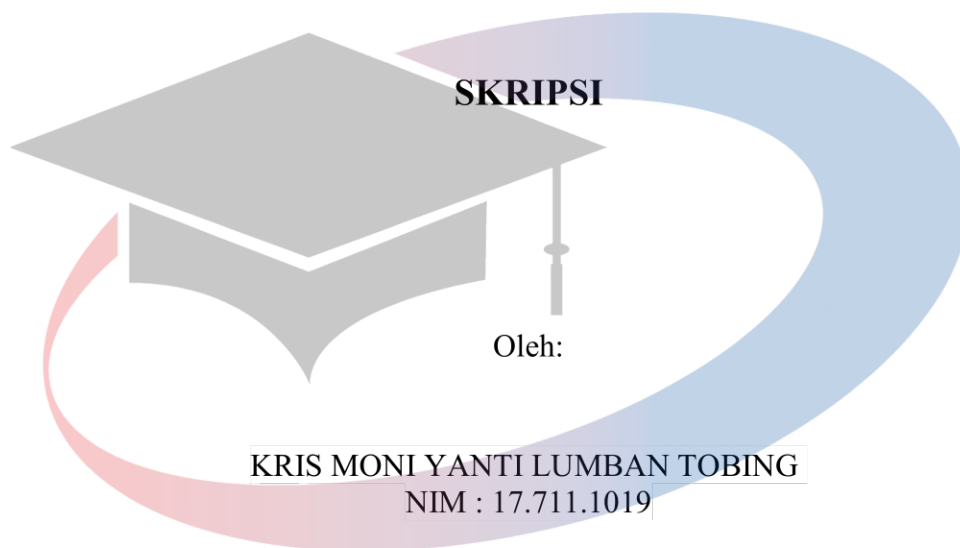 SKRIPSI
Oleh:
KRIS MONI YANTI LUMBAN TOBING
NIM : 17.711.1019